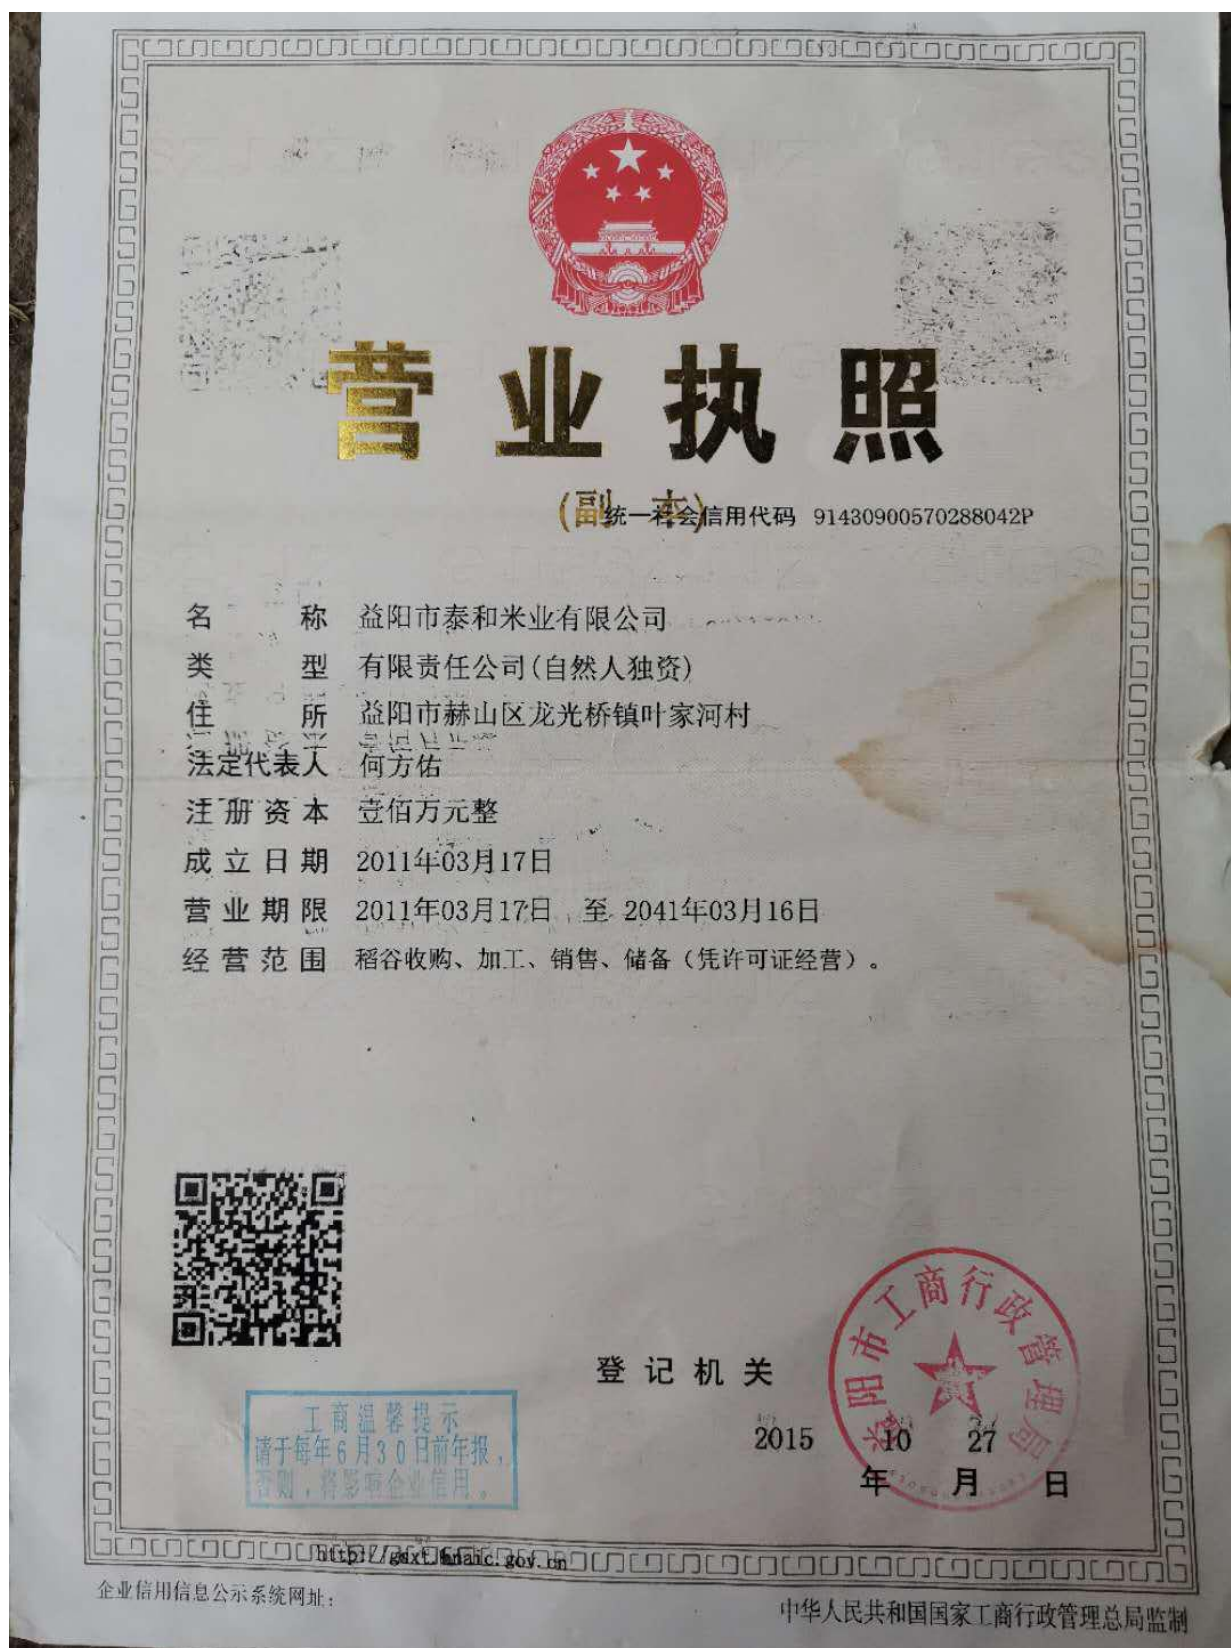 营业执照
(副 本)
统一社会信用代码 91430900570288042P
名称 益阳市泰和米业有限公司
类型 有限责任公司(自然人独资)
住所 益阳市赫山区龙光桥镇叶家河村
法定代表人 何方佑
注册资本 壹佰万元整
成立日期 2011年03月17日
营业期限 2011年03月17日 至 2041年03月16日
经营范围 稻谷收购、加工、销售、储备（凭许可证经营）。
益阳市工商行政管理局
登记机关
2015 10 27
年 月 日
工商温馨提示
请于每年6月30日前年报，
否则，将影响企业信用。
http://gsxt.hnaic.gov.cn
企业信用信息公示系统网址：
中华人民共和国国家工商行政管理总局监制